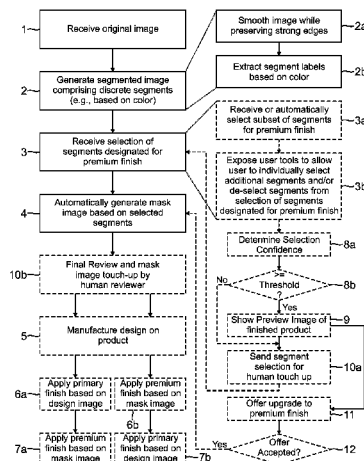 1
Receive original image
Smooth image while
preserving strong edges
2a
Extract segment labels
based on color
2b
2
Generate segmented image
comprising discrete segments
(e.g., based on color)
3
Receive selection of
segments designated for
premium finish
Receive or automatically
select subset of segments
for premium finish
3a
Expose user tools to allow
user to individually select
additional segments and/or
de-select segments from
selection of segments
designated for premium finish
3b
4
Automatically generate mask
image based on selected
segments
Determine Selection
Confidence
8a
>=
Threshold
?
8b
No
Yes
10b
Final Review and mask
image touch-up by
human reviewer
Show Preview Image of
finished product
9
5
Manufacture design on
product
Send segment
selection for
human touch up
10a
6a
Apply primary
finish based on
design image
Apply premium
finish based on
mask image
6b
Offer upgrade to
premium finish
11
7a
Apply premium
finish based on
mask image
Apply primary
finish based on
design image
7b
Yes
Offer
Accepted?
12